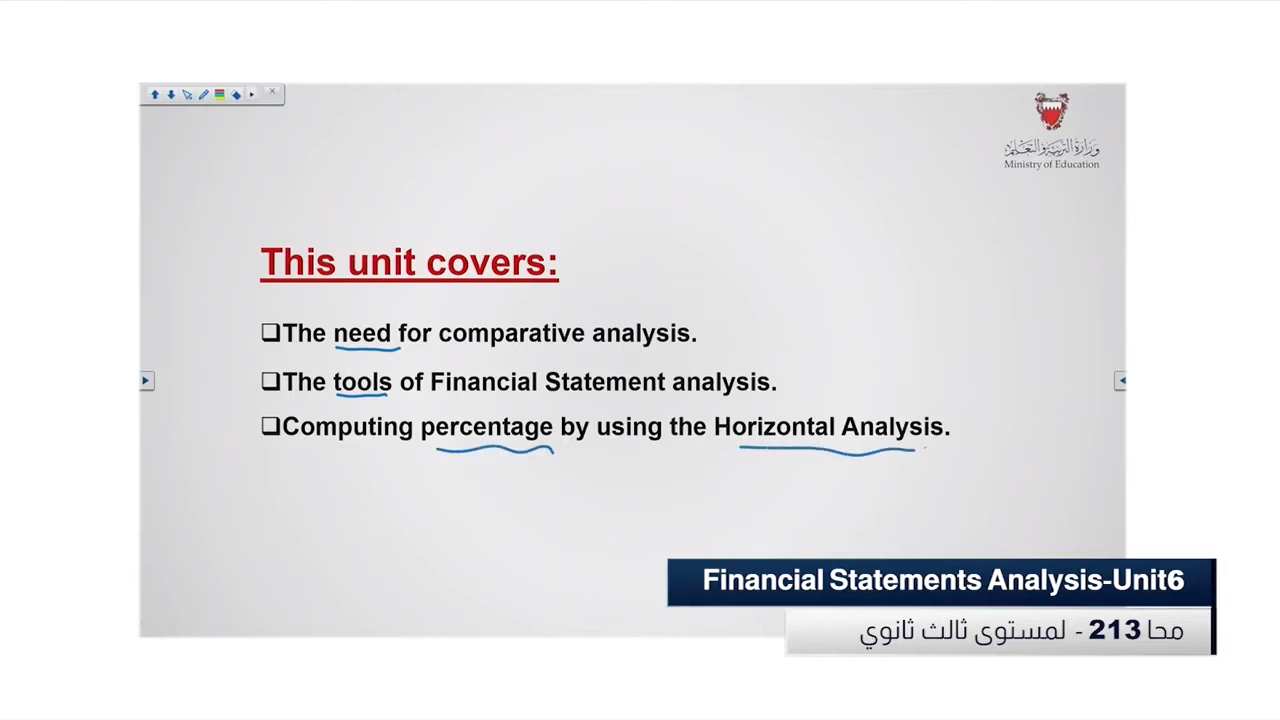 وزارة التربية والتعليم
Ministry of Education
This unit covers:
❑The need for comparative analysis.
❑The tools of Financial Statement analysis.
❑Computing percentage by using the Horizontal Analysis.
Financial Statements Analysis-Unit6
محا 213 - لمستوى ثالث ثانوي